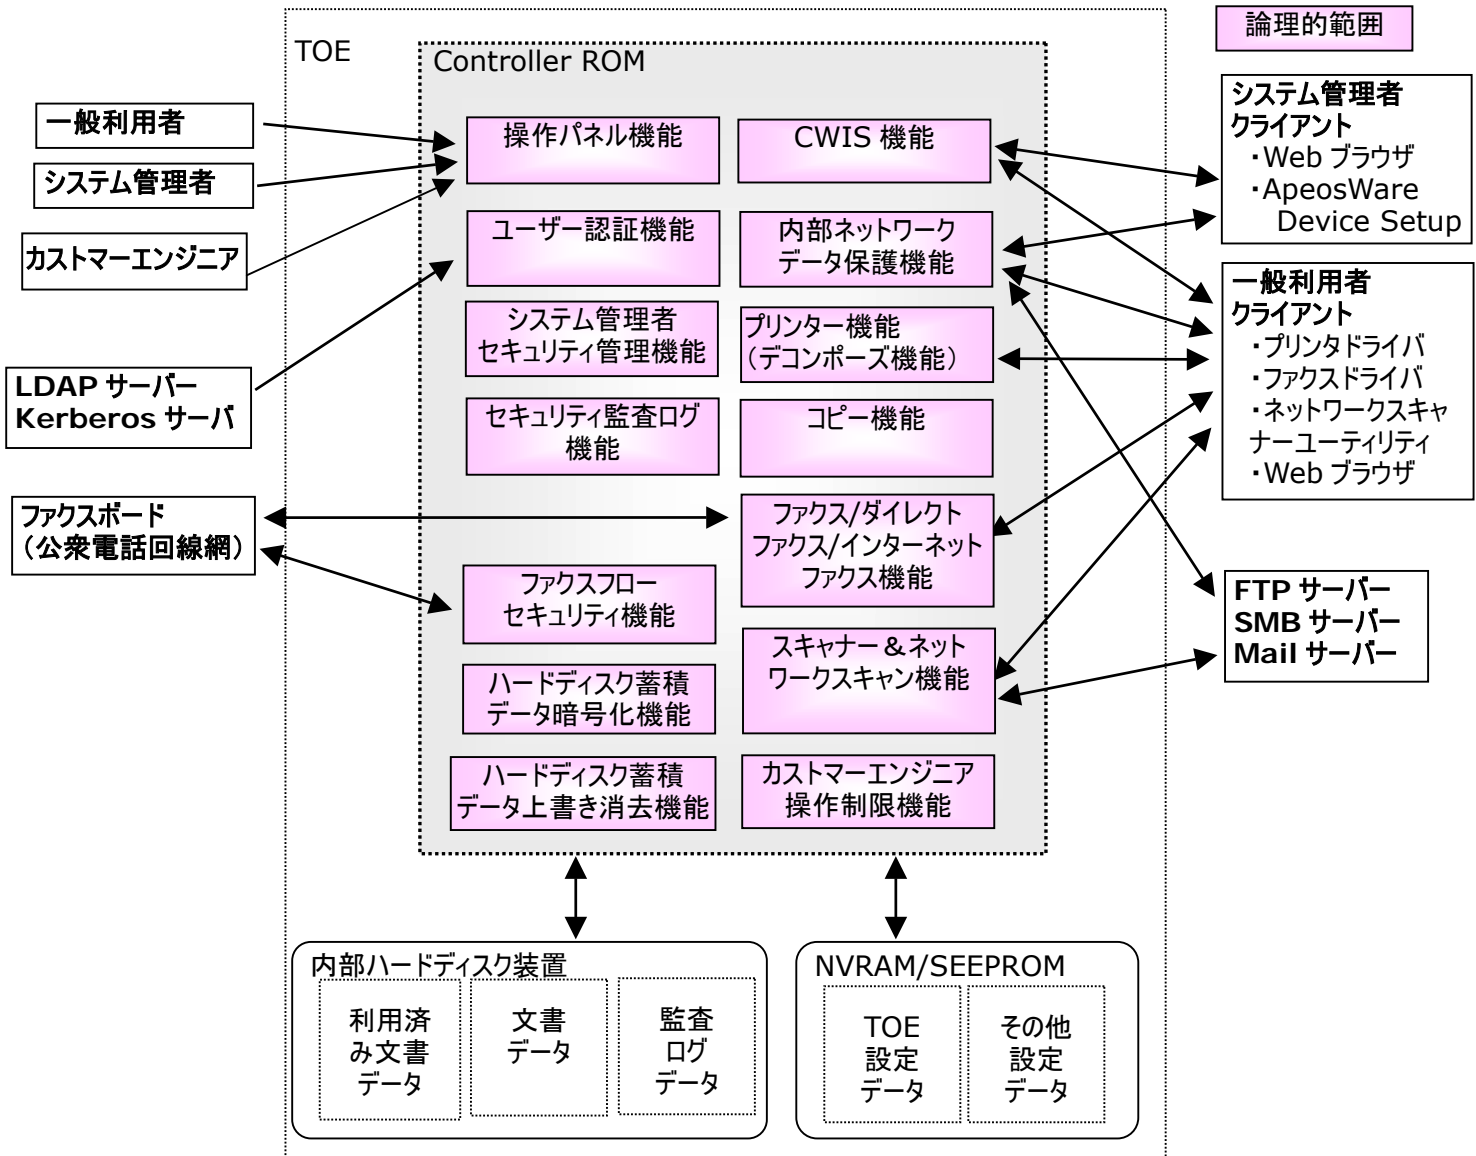 論理的範囲
TOE
Controller ROM
一般利用者
システム管理者
カストマーエンジニア
LDAP サーバー
Kerberos サーバ
ファクスボード
（公衆電話回線網）
操作パネル機能
ユーザー認証機能
システム管理者
セキュリティ管理機能
セキュリティ監査ログ
機能
ファクスフロー
セキュリティ機能
ハードディスク蓄積
データ暗号化機能
ハードディスク蓄積
データ上書き消去機能
CWIS 機能
内部ネットワーク
データ保護機能
プリンター機能
（デコンポーズ機能）
コピー機能
ファクス/ダイレクト
ファクス/インターネット
ファクス機能
スキャナー＆ネット
ワークスキャン機能
カストマーエンジニア
操作制限機能
システム管理者
クライアント
・Web ブラウザ
・ApeosWare
Device Setup
一般利用者
クライアント
・プリンタドライバ
・ファクスドライバ
・ネットワークスキャ
ナーユーティリティ
・Web ブラウザ
FTP サーバー
SMB サーバー
Mail サーバー
内部ハードディスク装置
利用済
み文書
データ
文書
データ
監査
ログ
データ
NVRAM/SEEPROM
TOE
設定
データ
その他
設定
データ